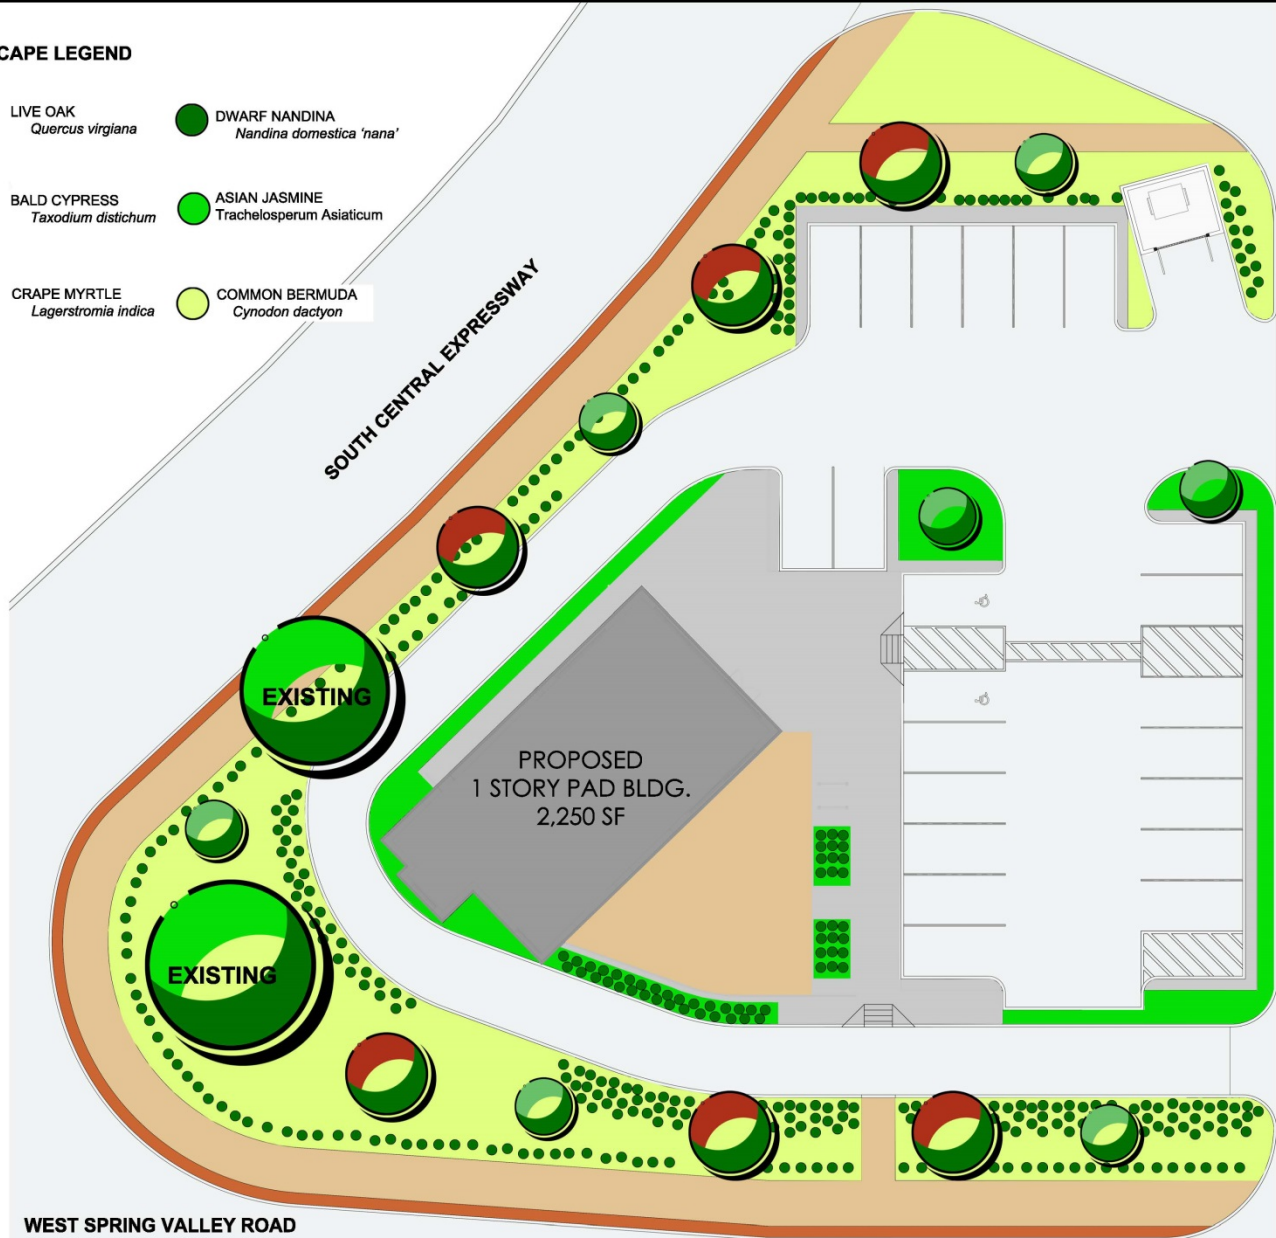 CAPE LEGEND
LIVE OAK
Quercus virgiana
DWARF NANDINA
Nandina domestica 'nana'
BALD CYPRESS
Taxodium distichum
ASIAN JASMINE
Trachelosperum Asiaticum
CRAPE MYRTLE
Lagerstromia indica
COMMON BERMUDA
Cynodon dactyon
SOUTH CENTRAL EXPRESSWAY
EXISTING
PROPOSED
1 STORY PAD BLDG.
2,250 SF
EXISTING
WEST SPRING VALLEY ROAD